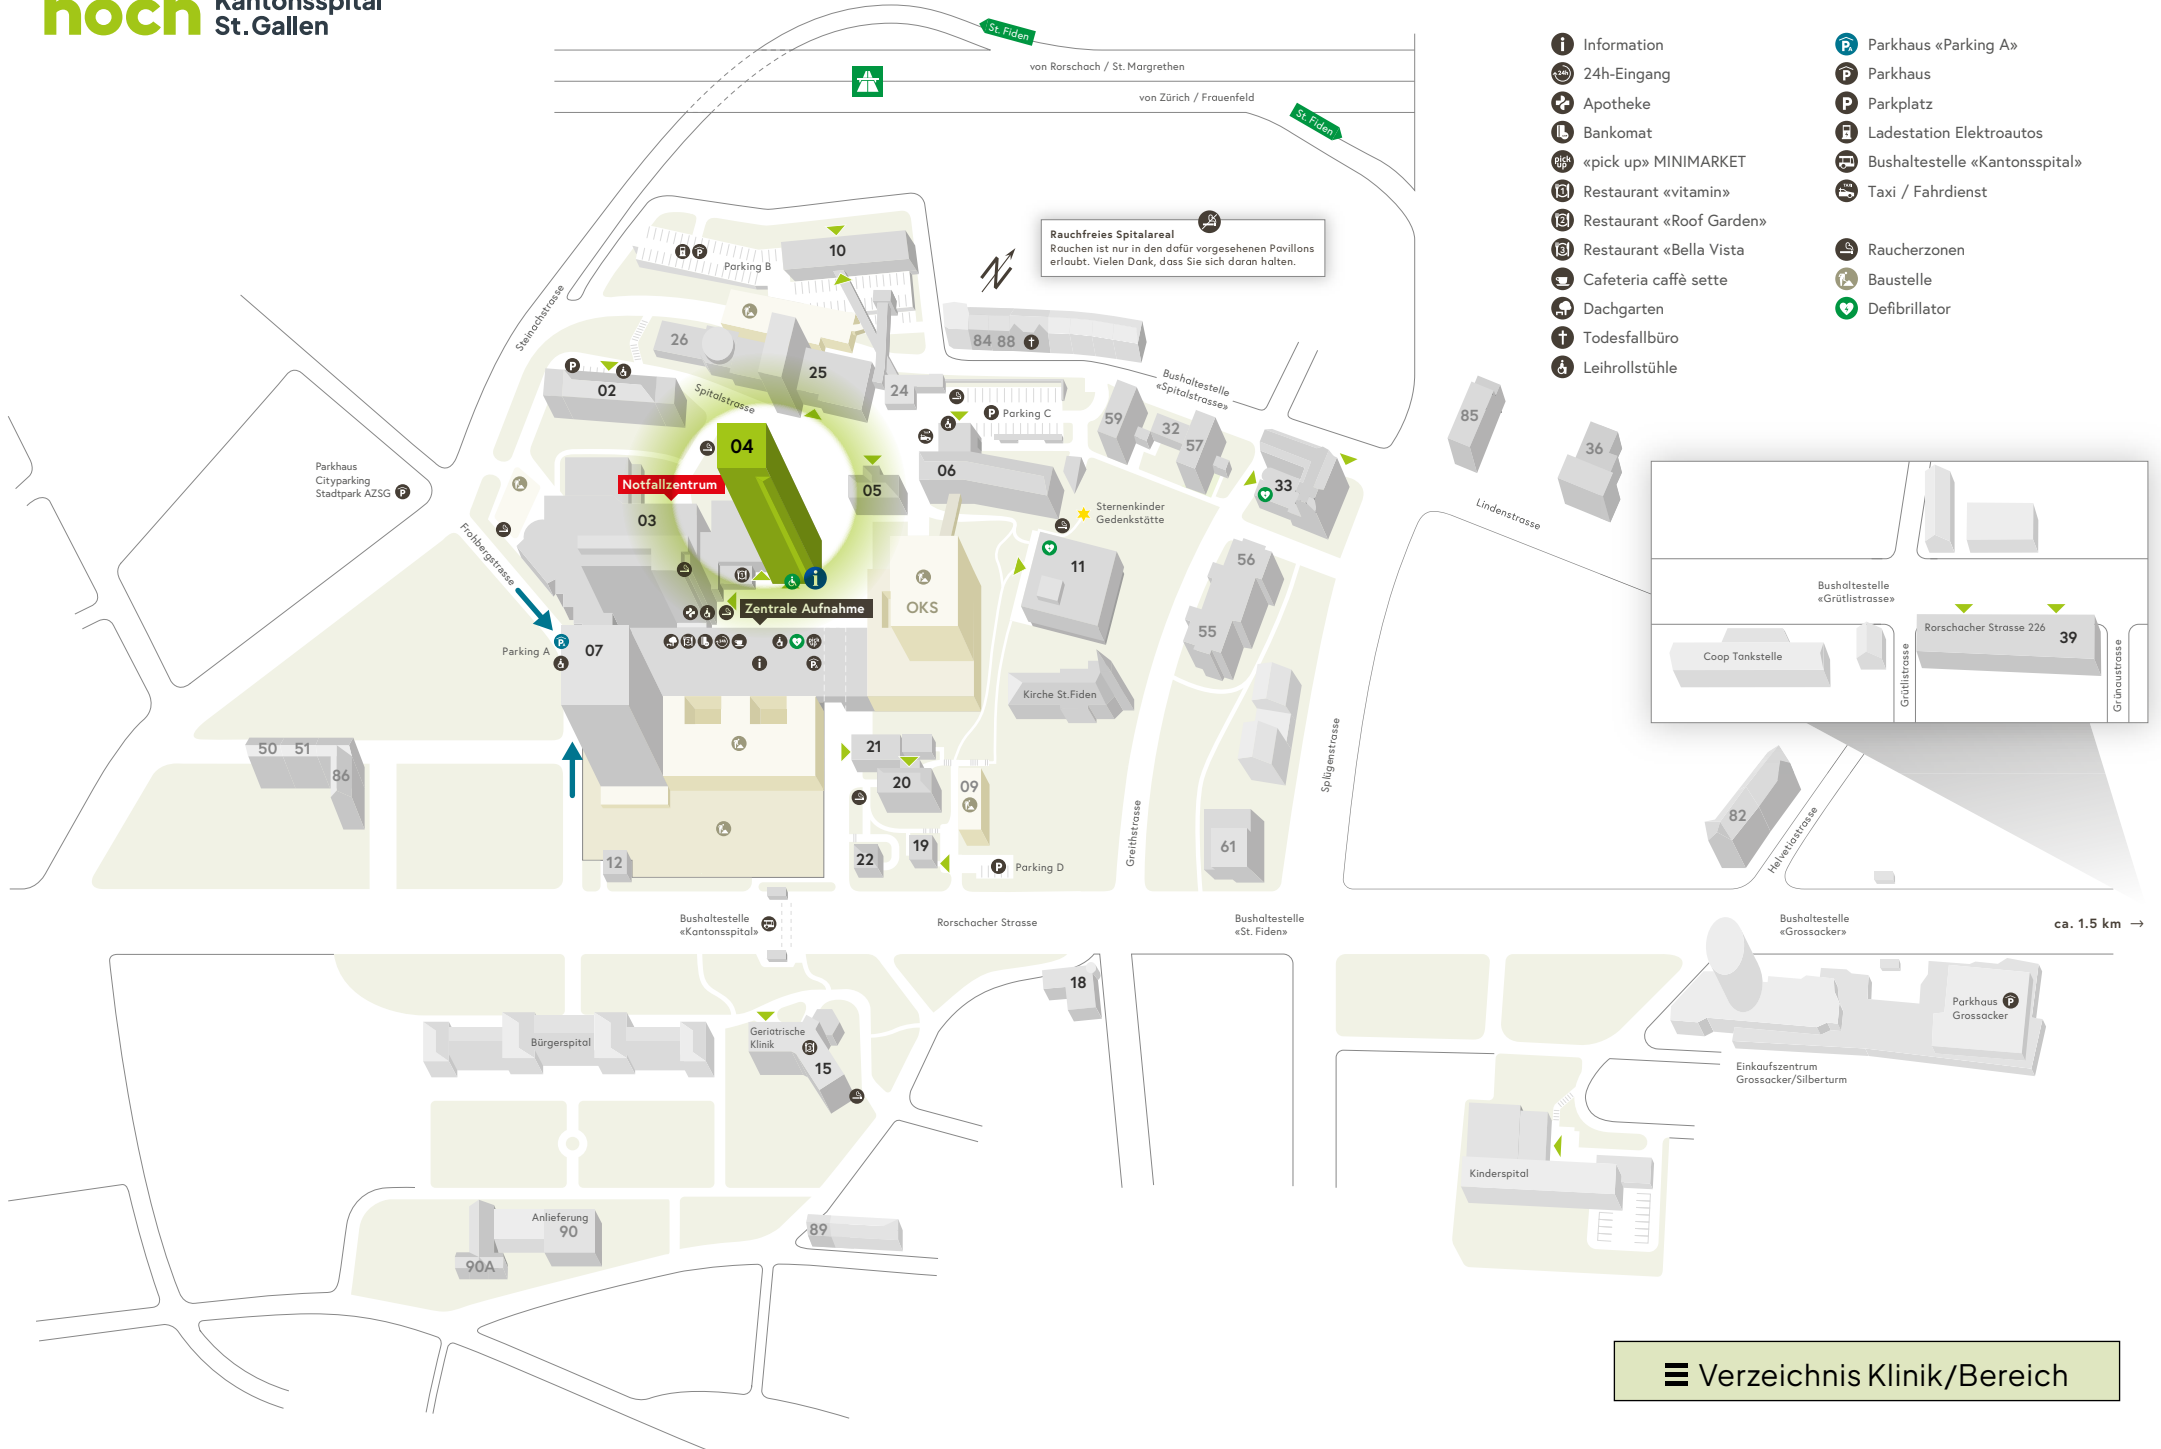 hoch Kantonsspital
St.Gallen
St. Fiden
von Rorschach / St. Margrethen
von Zürich / Frauenfeld
St. Fiden
Information
24h-Eingang
Apotheke
Bankomat
«pick up» MINIMARKET
Restaurant «vitamin»
Restaurant «Roof Garden»
Restaurant «Bella Vista
Cafeteria caffè sette
Dachgarten
Todesfallbüro
Leihrollstühle
Parkhaus «Parking A»
Parkhaus
Parkplatz
Ladestation Elektroautos
Bushaltestelle «Kantonsspital»
Taxi / Fahrdienst
Raucherzonen
Baustelle
Defibrillator
Rauchfreies Spitalareal
Rauchen ist nur in den dafür vorgesehenen Pavillons
erlaubt. Vielen Dank, dass Sie sich daran halten.
N
10
Parking B
Steinachstrasse
26
84 88
25
02
Spitalstrasse
24
Bushaltestelle
«Spitalstrasse»
P Parking C
59
32
57
85
36
04
Parkhaus
Cityparking
Stadtpark AZSG P
Notfallzentrum
03
05
06
33
Sternenkinder
Gedenkstätte
Lindenstrasse
Frohbergstrasse
11
56
OKS
Zentrale Aufnahme
55
Parking A
07
Kirche St.Fiden
Bushaltestelle
«Grütlistrasse»
Rorschacher Strasse 226
39
Coop Tankstelle
Grütlistrasse
Grünaustrasse
50 51
86
21
20
09
Splügenstrasse
Greithstrasse
82
Helvetiastrasse
12
22
19
P Parking D
61
Bushaltestelle
«Kantonsspital»
Rorschacher Strasse
Bushaltestelle
«St. Fiden»
Bushaltestelle
«Grossacker»
ca. 1.5 km →
18
Bürgerspital
Geriatrische
Klinik
15
Parkhaus
Grossacker
Einkaufszentrum
Grossacker/Silberturm
Kinderspital
Anlieferung
90
90A
89
Verzeichnis Klinik/Bereich